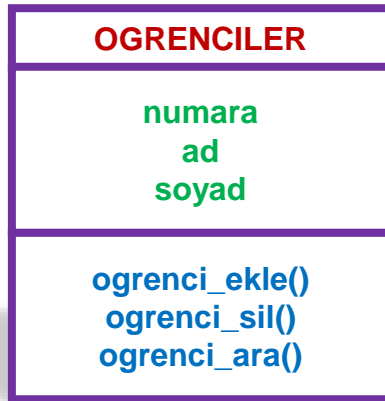 OGRENCILER
numara
ad
soyad
ogrenci_ekle()
ogrenci_sil()
ogrenci_ara()